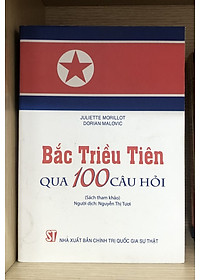 JULIETTE MORILLOT
DORIAN MALOVIC
Bắc Triều Tiên
QUA 100 CÂU HỎI
(Sách tham khảo)
Người dịch: Nguyễn Thị Tươi
ST
NHÀ XUẤT BẢN CHÍNH TRỊ QUỐC GIA SỰ THẬT